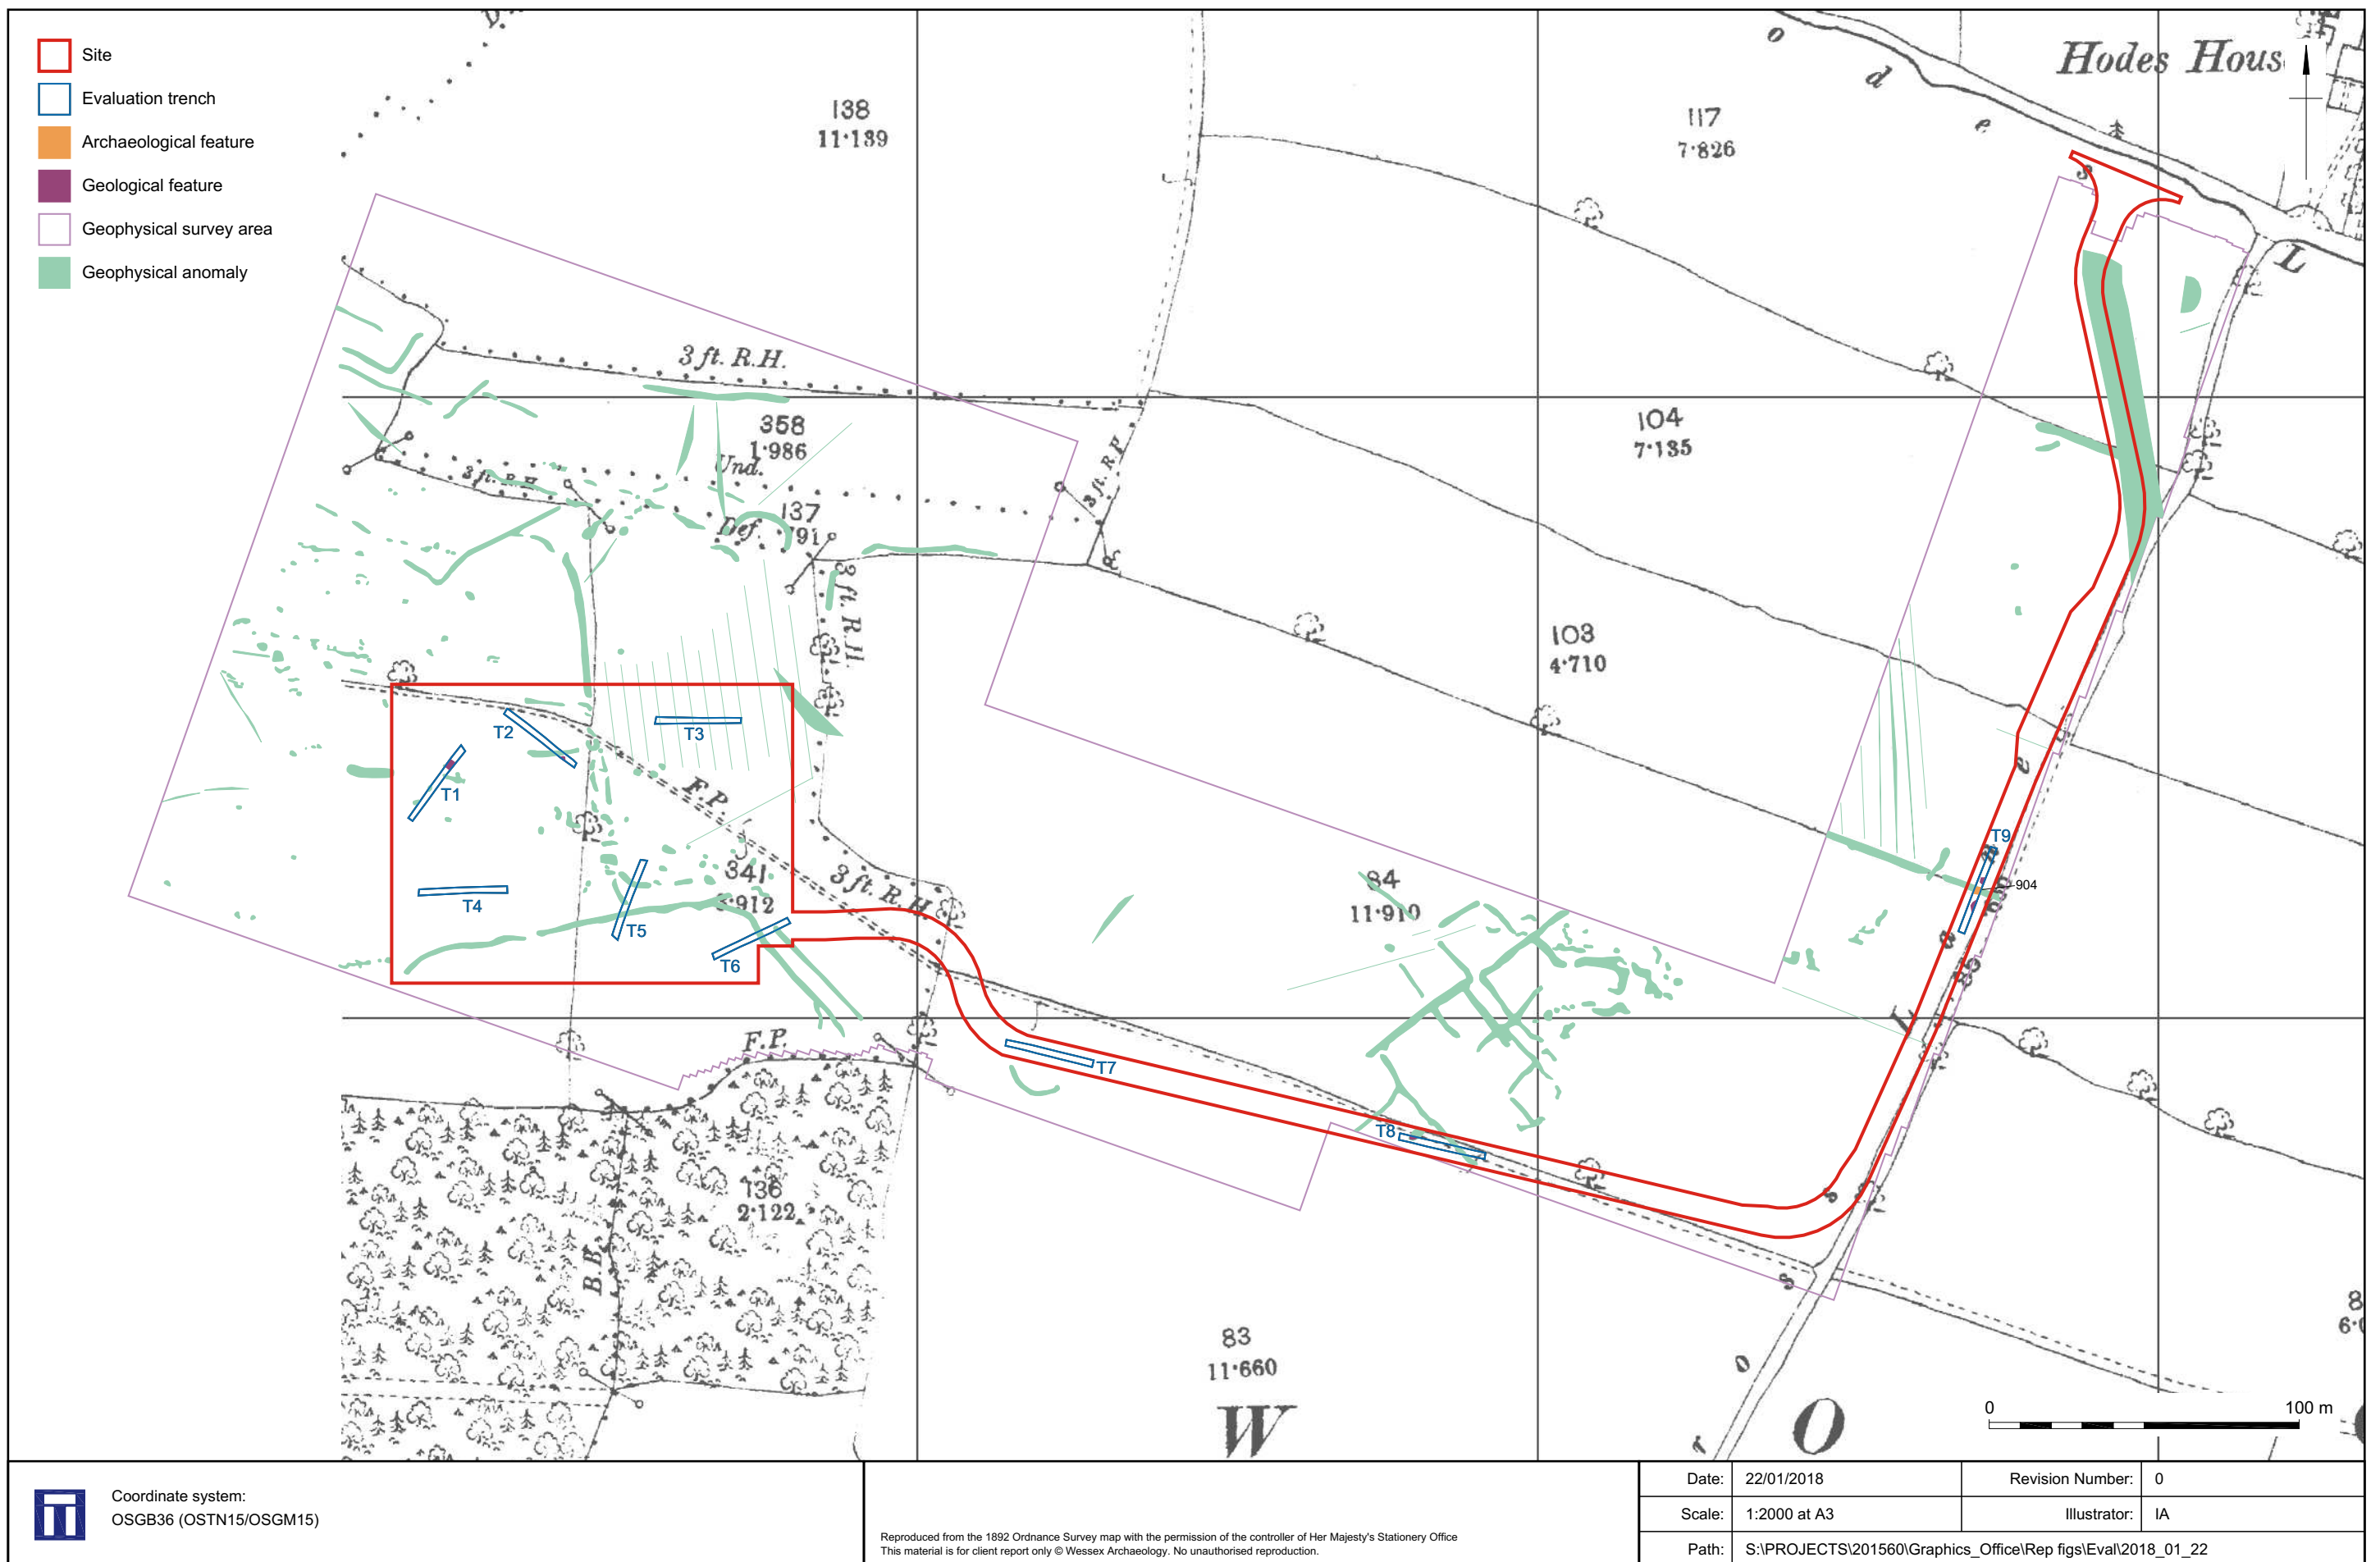 Site
Evaluation trench
Archaeological feature
Geological feature
Geophysical survey area
Geophysical anomaly
D.
138
11·139
117
7·826
Hodes Hous
o
d
e
s
L
3 ft. R.H.
358
1·986
Und.
3 ft. R.H.
137
791
Def.
3 ft. R.H.
3 ft. R.H.
104
7·135
103
4·710
T2
T3
T1
F.P.
T4
T5
T6
341
3·912
3 ft. R.H.
84
11·910
T9
904
e
L
F.P.
T7
T8
136
2·122
B.B.
83
11·660
W
O
s
s
o
r
8
6·
0
100 m
Coordinate system:
OSGB36 (OSTN15/OSGM15)
Reproduced from the 1892 Ordnance Survey map with the permission of the controller of Her Majesty's Stationery Office
This material is for client report only © Wessex Archaeology. No unauthorised reproduction.
Date: 22/01/2018 Revision Number: 0
Scale: 1:2000 at A3 Illustrator: IA
Path: S:\PROJECTS\201560\Graphics_Office\Rep figs\Eval\2018_01_22